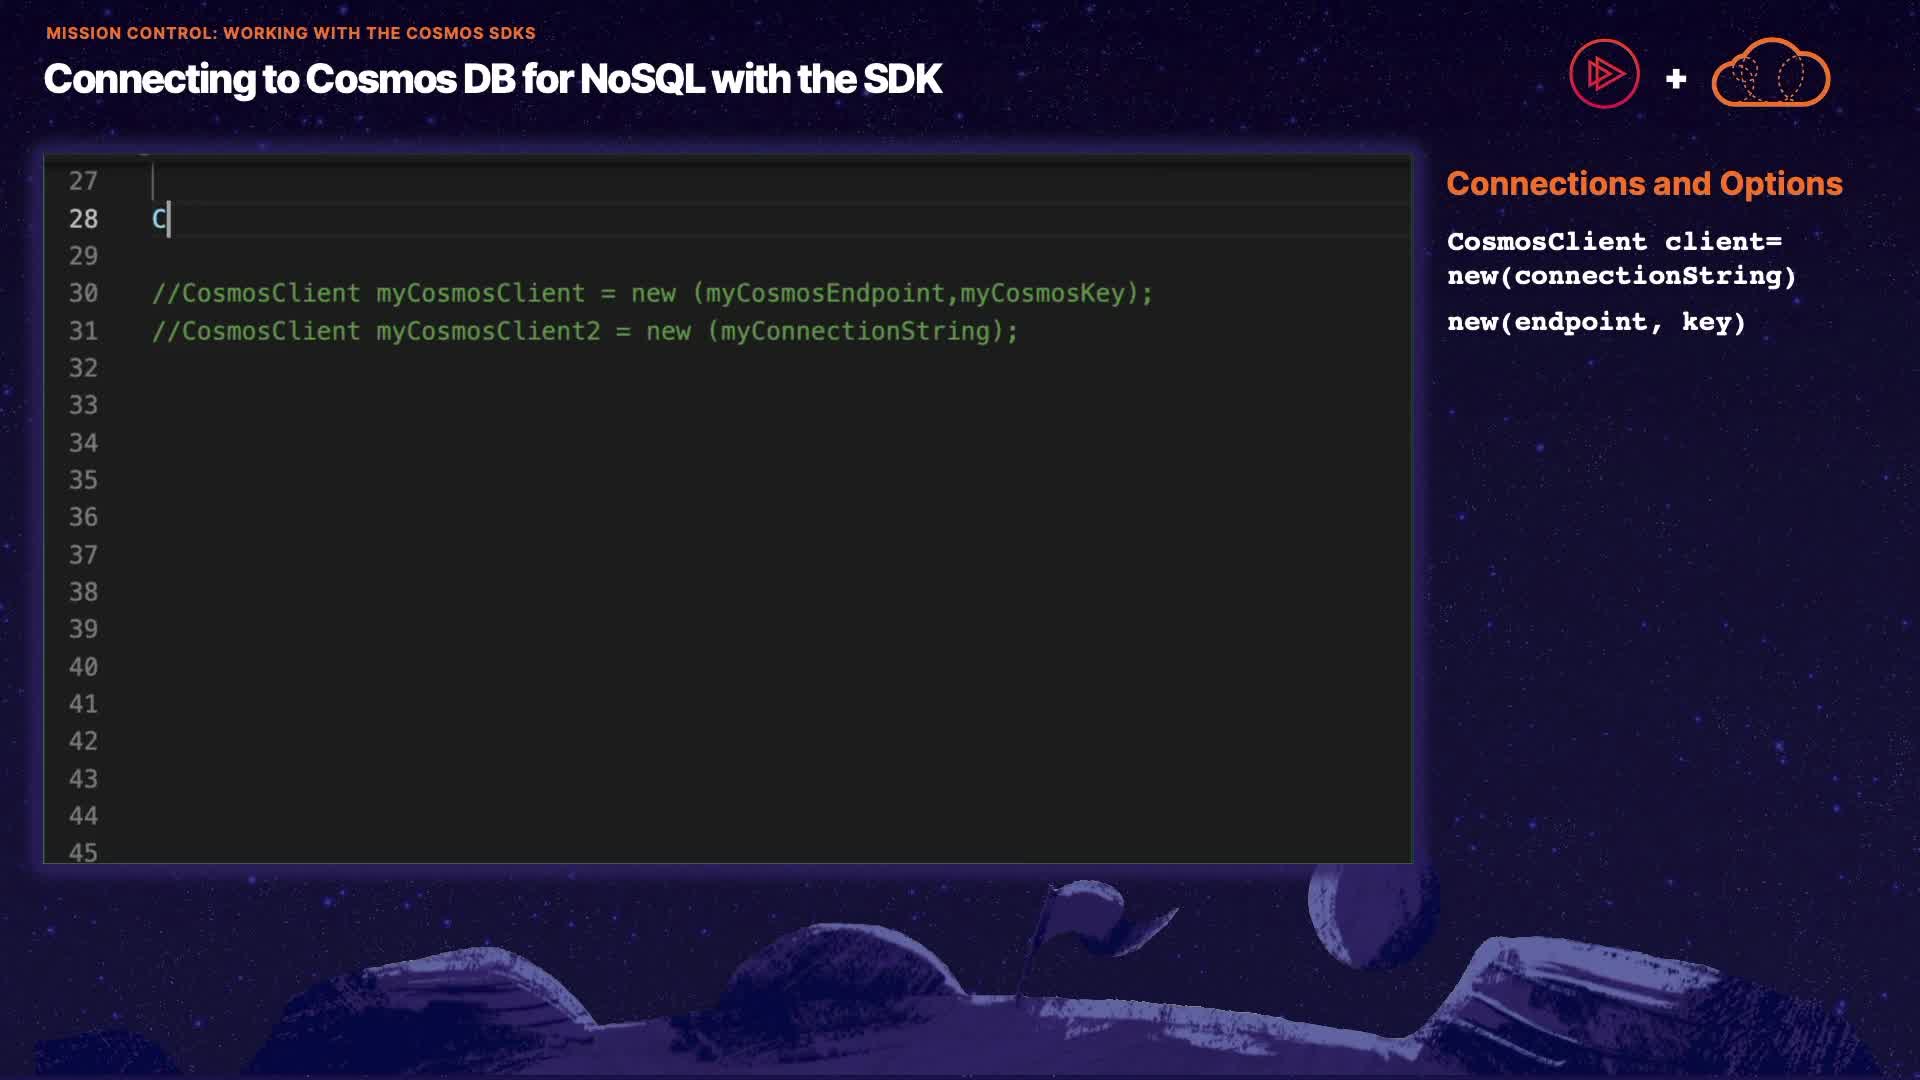 MISSION CONTROL: WORKING WITH THE COSMOS SDKS
Connecting to Cosmos DB for NoSQL with the SDK
+
27
28 C
29
30 //CosmosClient myCosmosClient = new (myCosmosEndpoint,myCosmosKey);
31 //CosmosClient myCosmosClient2 = new (myConnectionString);
32
33
34
35
36
37
38
39
40
41
42
43
44
45
Connections and Options
CosmosClient client=
new(connectionString)
new(endpoint, key)